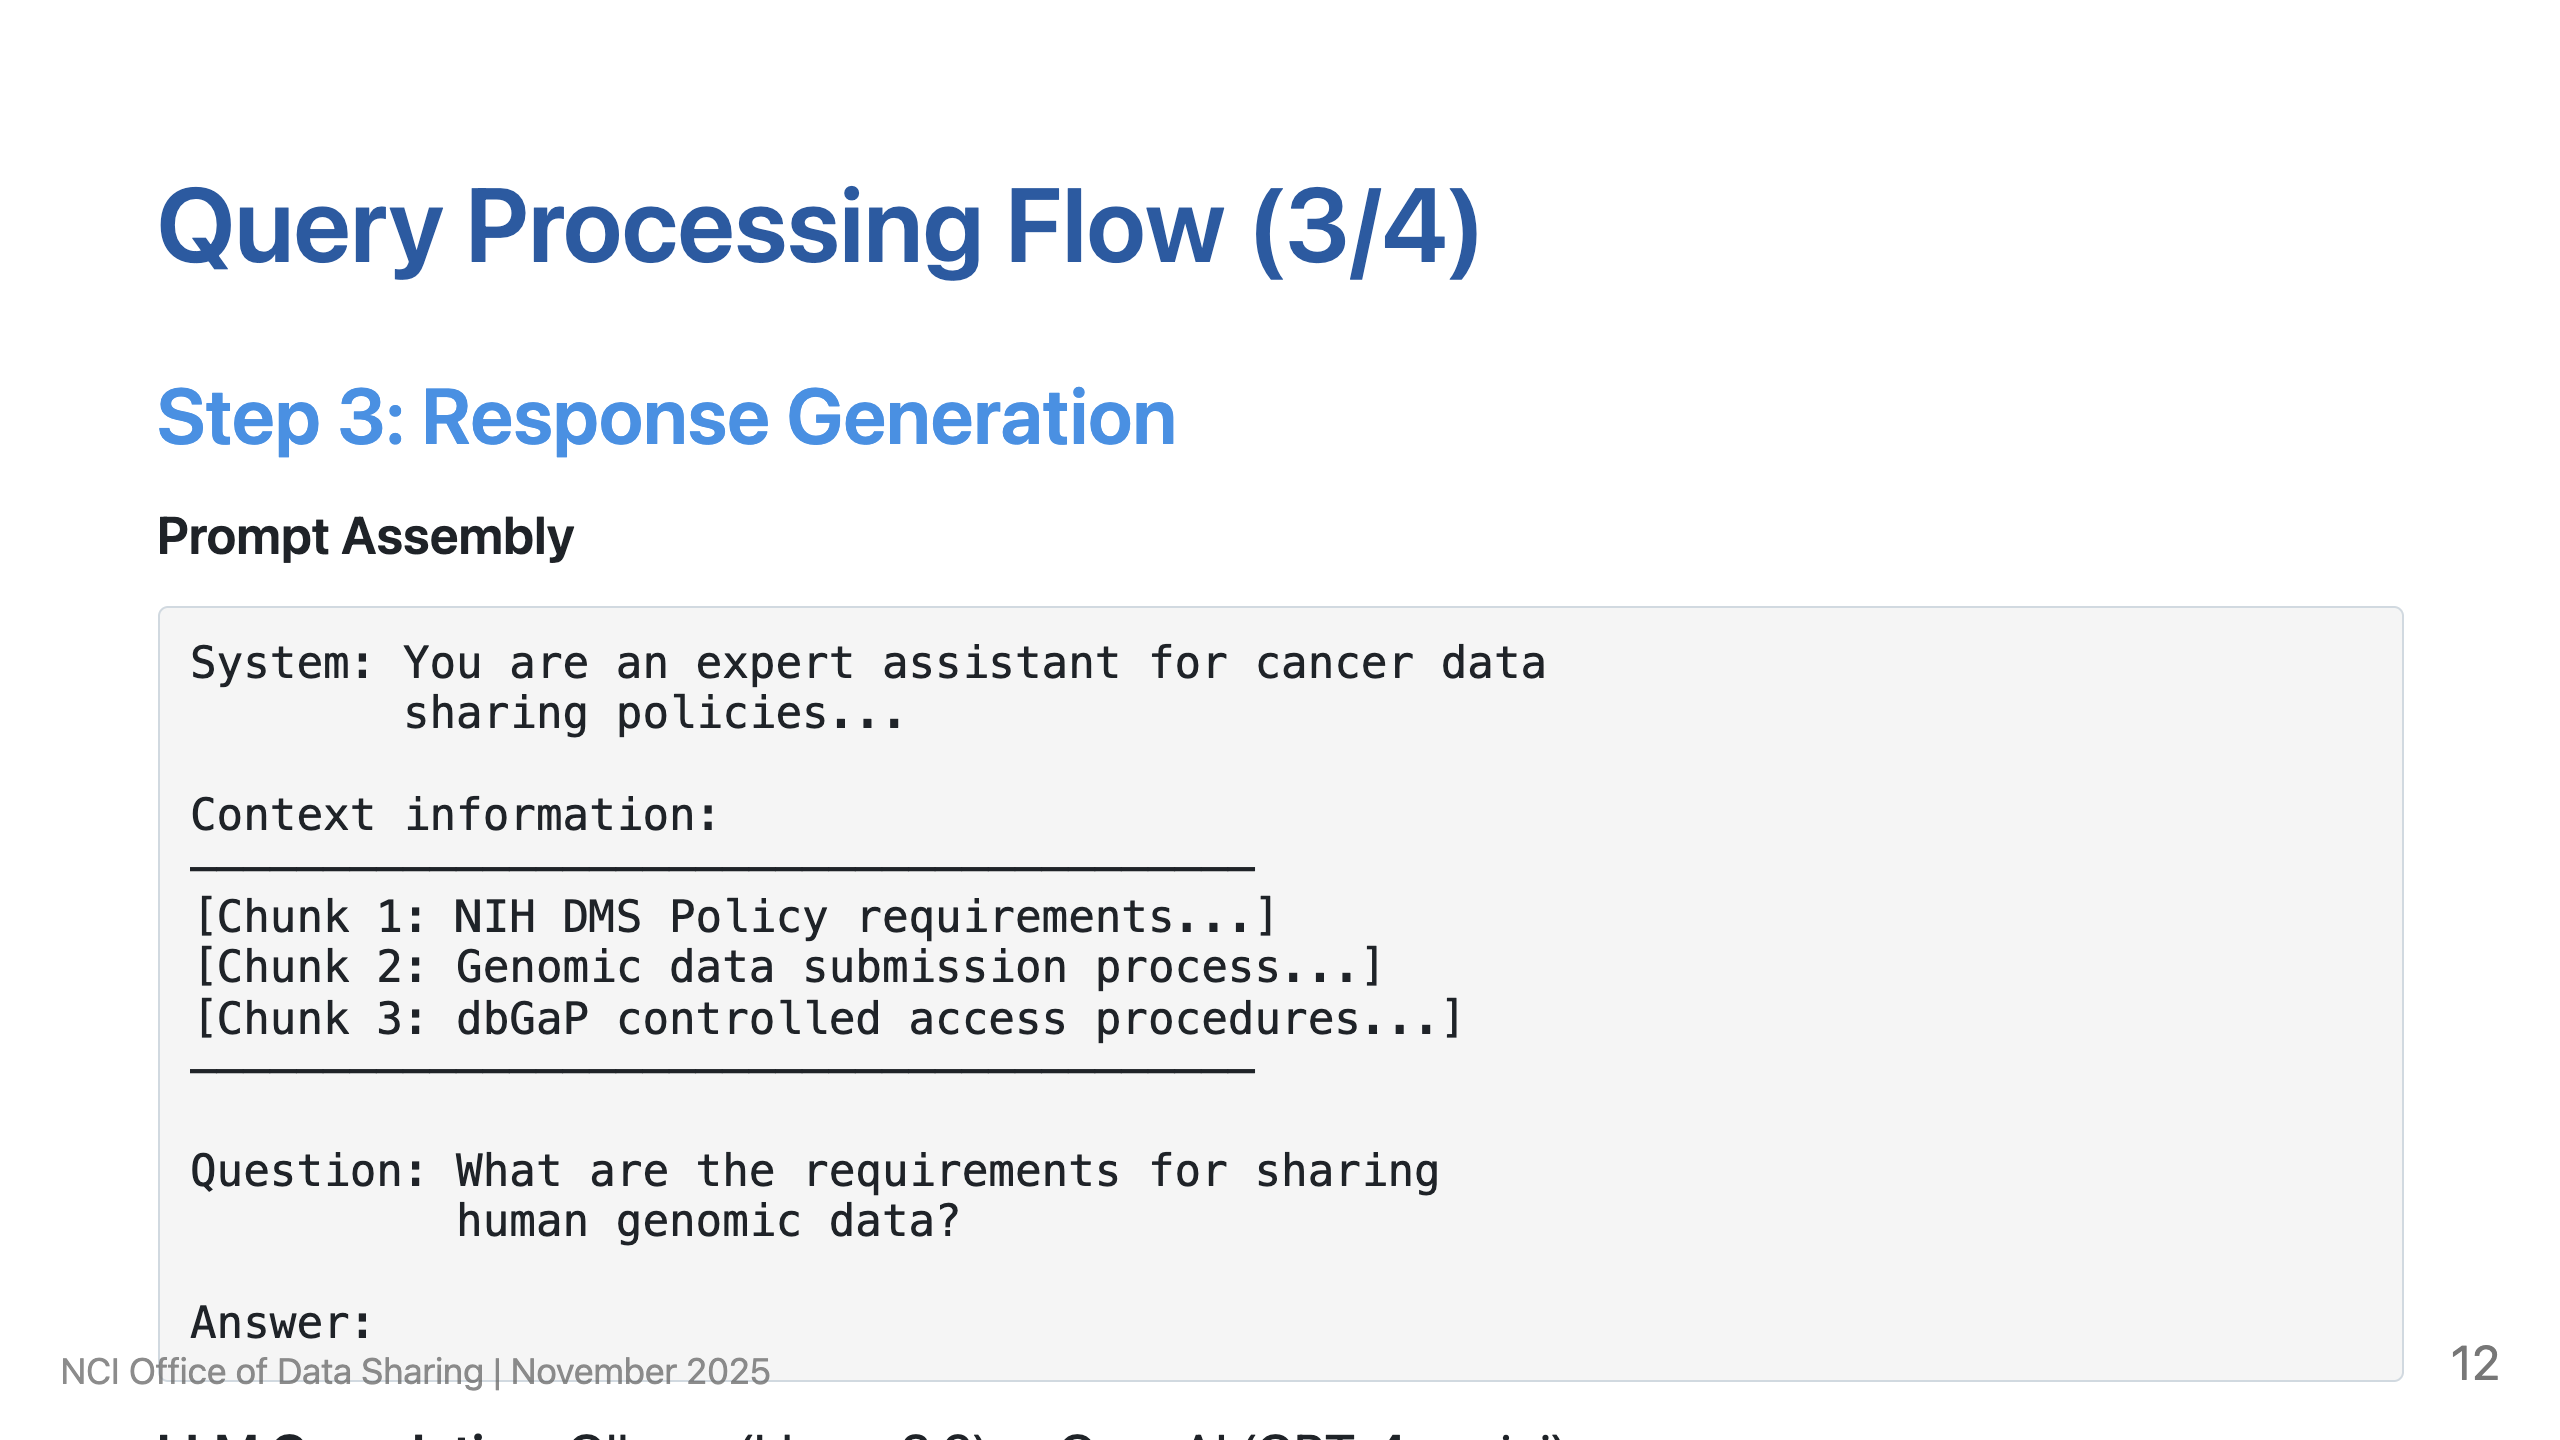 Query Processing Flow (3/4)
Step 3: Response Generation
Prompt Assembly
System: You are an expert assistant for cancer data
sharing policies...
Context information:
[Chunk 1: NIH DMS Policy requirements...]
[Chunk 2: Genomic data submission process...]
[Chunk 3: dbGaP controlled access procedures...]
Question: What are the requirements for sharing
human genomic data?
Answer:
NCI Office of Data Sharing | November 2025
12